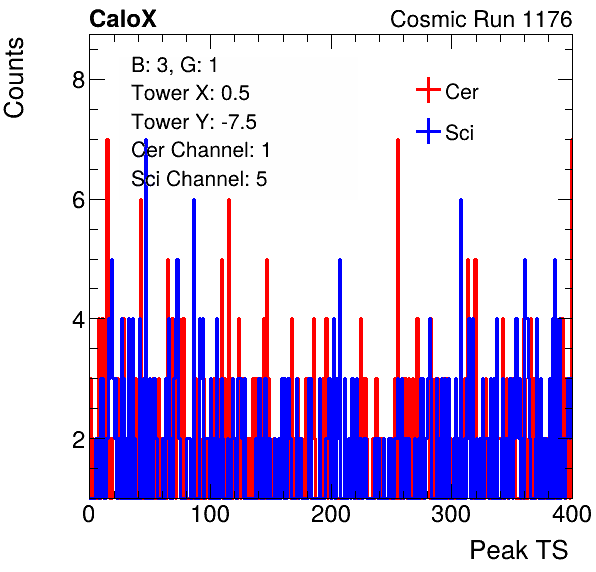 CaloX Cosmic Run 1176
Counts
B: 3, G: 1
Tower X: 0.5
Tower Y: -7.5
Cer Channel: 1
Sci Channel: 5
Cer
Sci
8
6
4
2
0 100 200 300 400
Peak TS